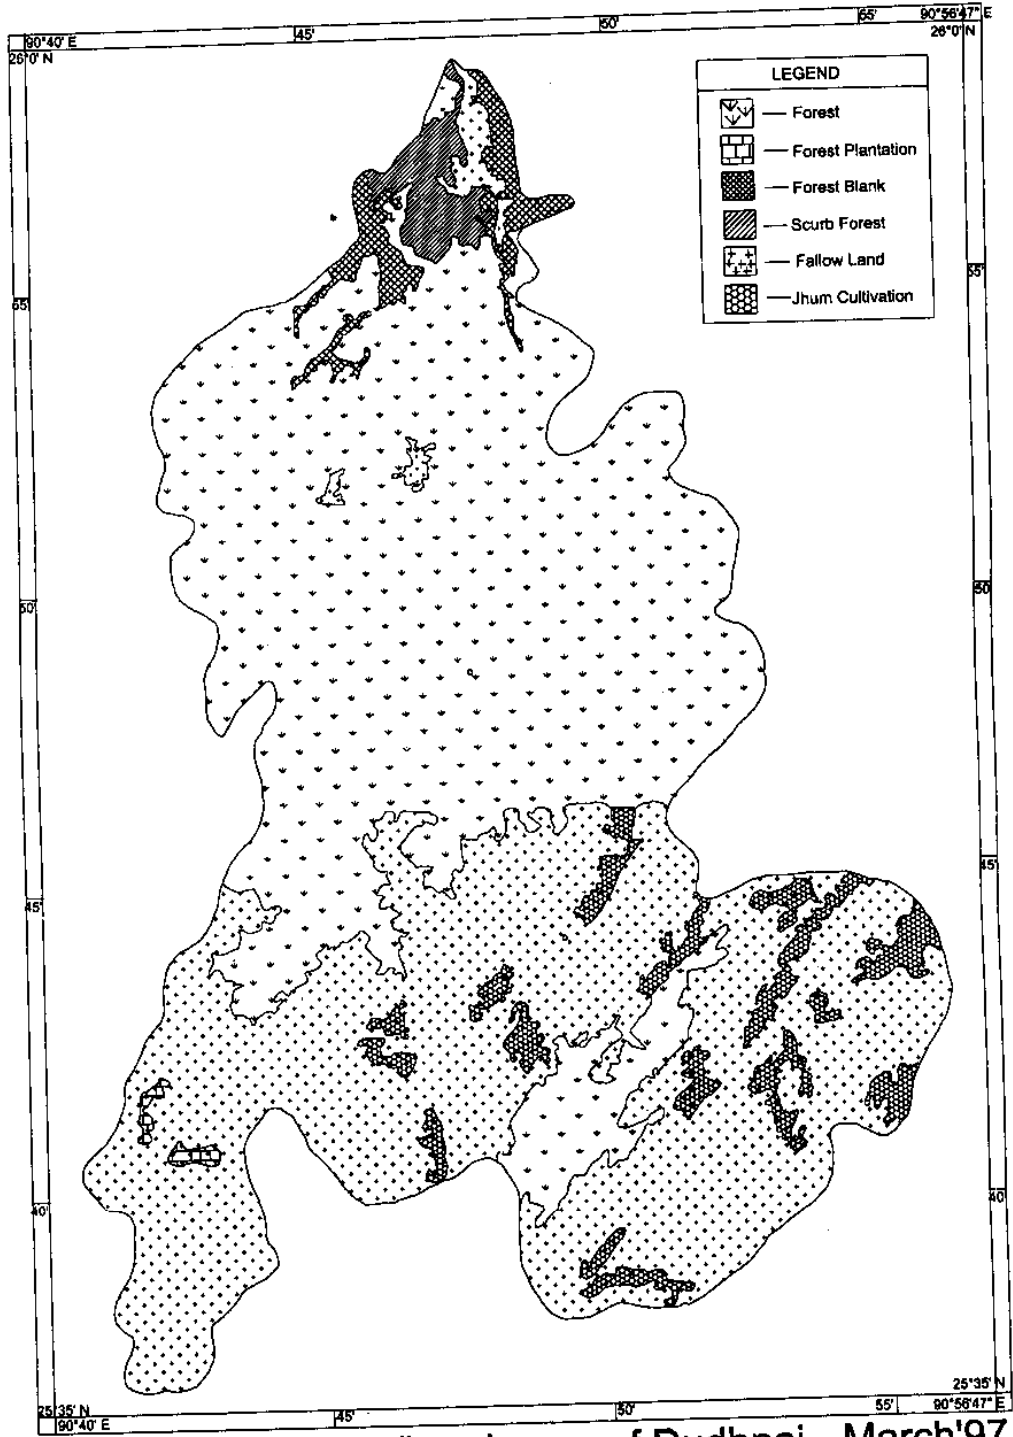 90°40' E
45'
50'
55'
90°56'47" E
26°0' N
26°0' N
LEGEND
Forest
Forest Plantation
Forest Blank
Scurb Forest
Fallow Land
Jhum Cultivation
55'
55'
50'
50'
45'
45'
40'
40'
25°35' N
25°35' N
90°40' E
45'
50'
55'
90°56'47" E
of Dudhnai - March'97